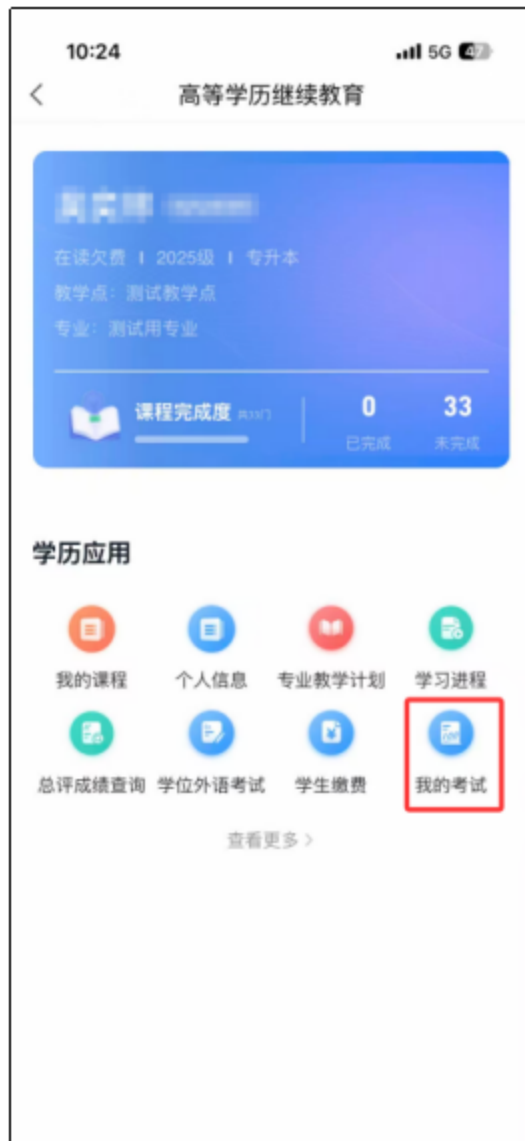 10:24 5G 47
高等学历继续教育
在读欠费 | 2025级 | 专升本
教学点：测试教学点
专业：测试用专业
课程完成度 共33门 0 33
已完成 未完成
学历应用
我的课程 个人信息 专业教学计划 学习进程
总评成绩查询 学位外语考试 学生缴费 我的考试
查看更多 >